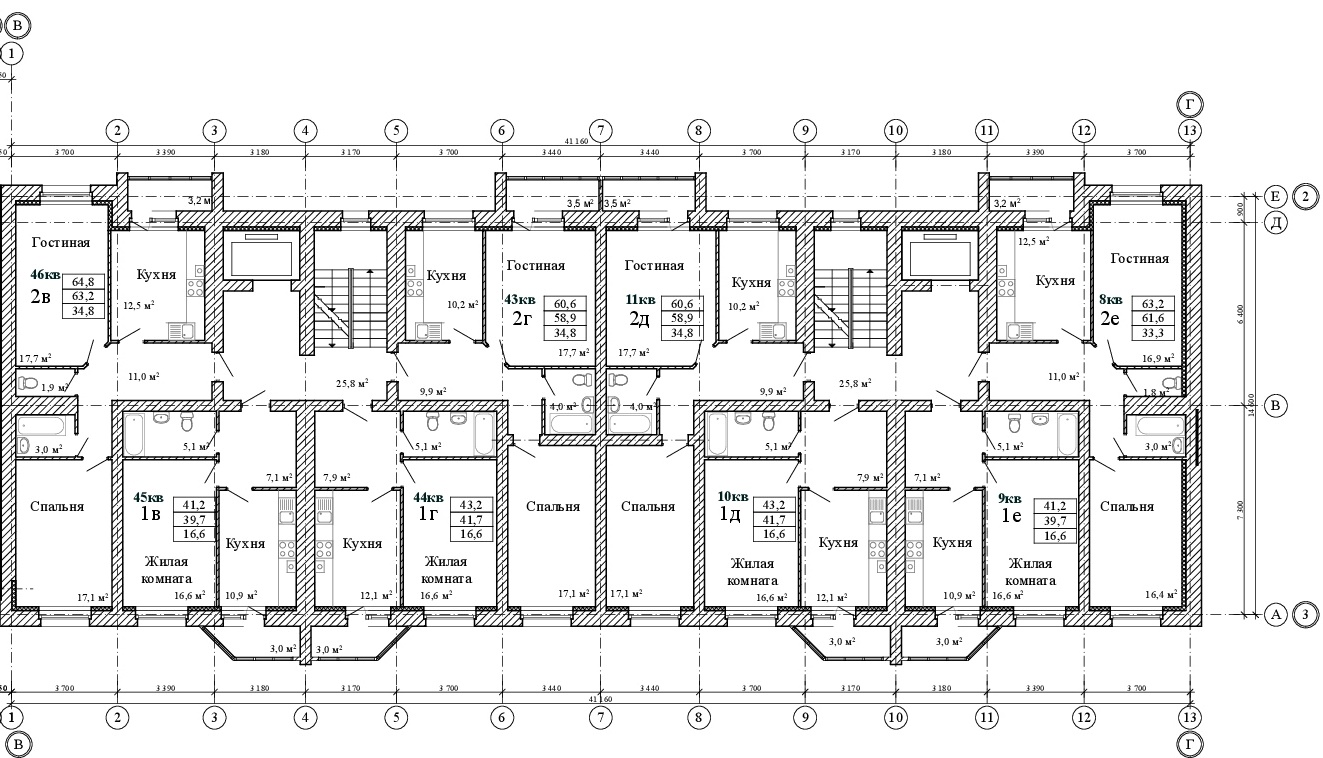 В
1
Г
2 3 4 5 6 7 8 9 10 11 12 13
41 160
3 700 3 390 3 180 3 170 3 700 3 440 3 440 3 700 3 170 3 180 3 390 3 700
3,2 м² 3,5 м² 3,5 м² 3,2 м²
Е 2
Д
900
Гостиная
46кв
2в
64,8
63,2
34,8
17,7 м²
Кухня
12,5 м²
Кухня
10,2 м²
Гостиная
43кв
2г
60,6
58,9
34,8
17,7 м²
Гостиная
11кв
2д
60,6
58,9
34,8
17,7 м²
Кухня
10,2 м²
12,5 м²
Кухня
Гостиная
8кв
2е
63,2
61,6
33,3
16,9 м²
6 400
1,9 м² 11,0 м² 25,8 м² 9,9 м² 4,0 м² 4,0 м² 9,9 м² 25,8 м² 11,0 м² 1,8 м²
В
14 600
3,0 м² 5,1 м² 5,1 м² 5,1 м² 5,1 м² 3,0 м²
7,1 м² 7,9 м² 7,9 м² 7,1 м²
Спальня
17,1 м²
45кв
1в
41,2
39,7
16,6
Жилая
комната
16,6 м²
Кухня
10,9 м²
Кухня
12,1 м²
44кв
1г
43,2
41,7
16,6
Жилая
комната
16,6 м²
Спальня
17,1 м²
Спальня
17,1 м²
10кв
1д
43,2
41,7
16,6
Жилая
комната
16,6 м²
Кухня
12,1 м²
Кухня
10,9 м²
9кв
1е
41,2
39,7
16,6
Жилая
комната
16,6 м²
Спальня
16,4 м²
7 300
А 3
3,0 м² 3,0 м² 3,0 м² 3,0 м²
3 700 3 390 3 180 3 170 3 700 3 440 3 440 3 700 3 170 3 180 3 390 3 700
41 160
1 2 3 4 5 6 7 8 9 10 11 12 13
В Г